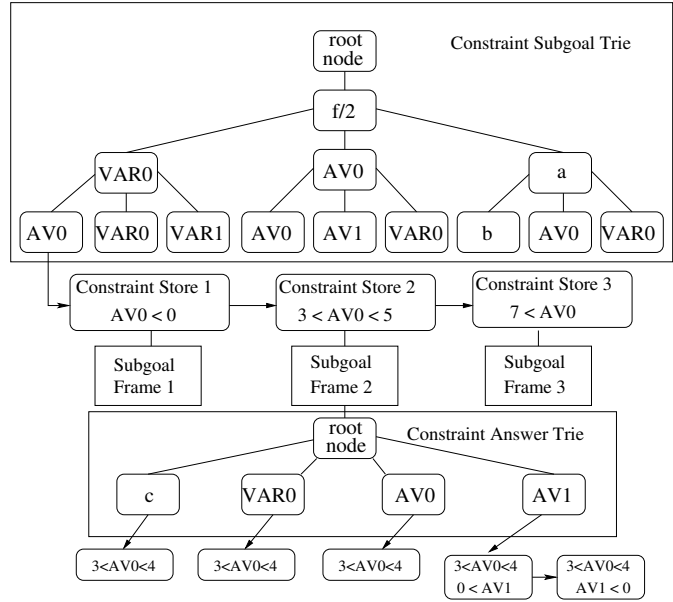 root
node
Constraint Subgoal Trie
f/2
VAR0
AV0
a
AV0
VAR0
VAR1
AV0
AV1
VAR0
b
AV0
VAR0
Constraint Store 1
AV0 < 0
Constraint Store 2
3 < AV0 < 5
Constraint Store 3
7 < AV0
Subgoal
Frame 1
Subgoal
Frame 2
Subgoal
Frame 3
root
node
Constraint Answer Trie
c
VAR0
AV0
AV1
3<AV0<4
3<AV0<4
3<AV0<4
3<AV0<4
0 < AV1
3<AV0<4
AV1 < 0